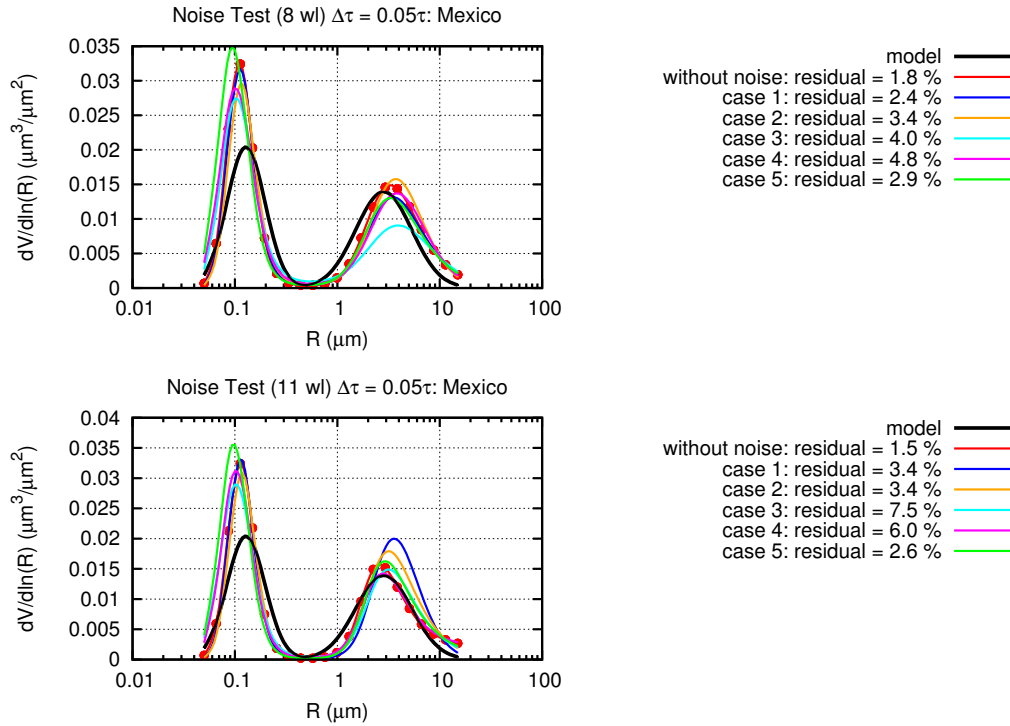 Noise Test (8 wl) Δτ = 0.05τ: Mexico
dV/dln(R) (μm³/μm²)
0.035
0.03
0.025
0.02
0.015
0.01
0.005
0
0.01 0.1 1 10 100
R (μm)
model
without noise: residual = 1.8 %
case 1: residual = 2.4 %
case 2: residual = 3.4 %
case 3: residual = 4.0 %
case 4: residual = 4.8 %
case 5: residual = 2.9 %
Noise Test (11 wl) Δτ = 0.05τ: Mexico
dV/dln(R) (μm³/μm²)
0.04
0.035
0.03
0.025
0.02
0.015
0.01
0.005
0
0.01 0.1 1 10 100
R (μm)
model
without noise: residual = 1.5 %
case 1: residual = 3.4 %
case 2: residual = 3.4 %
case 3: residual = 7.5 %
case 4: residual = 6.0 %
case 5: residual = 2.6 %